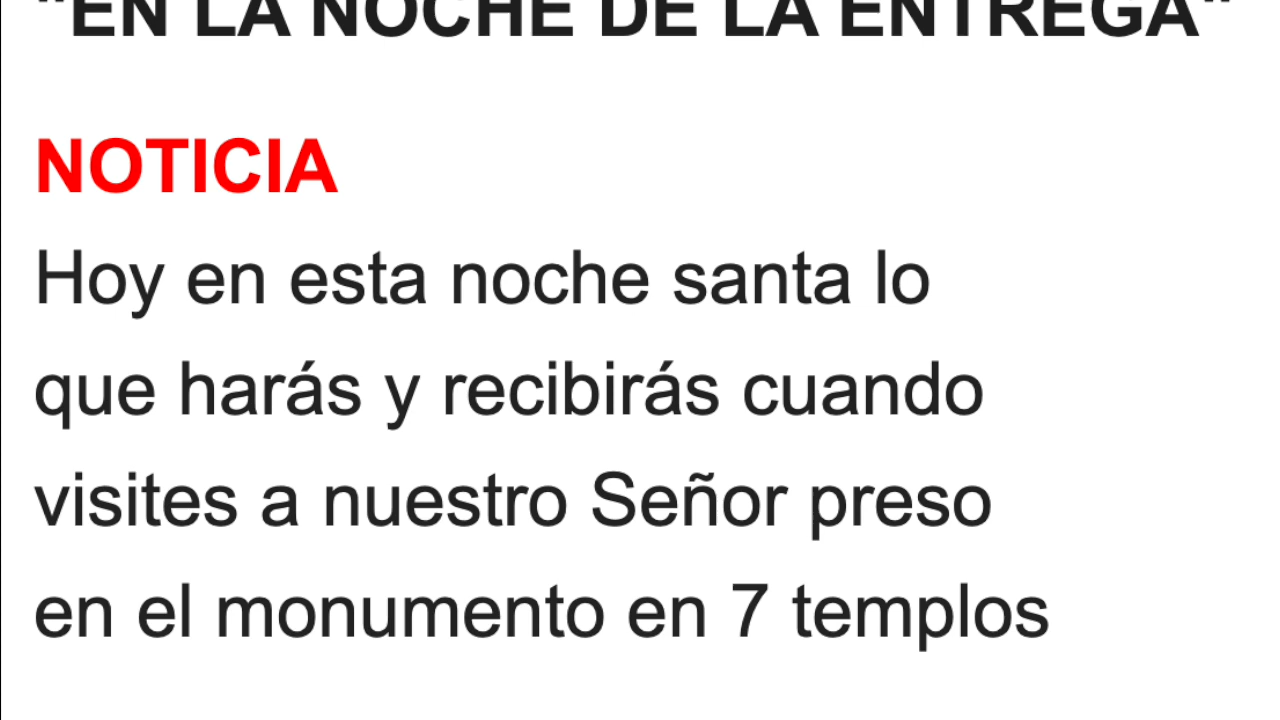 "EN LA NOCHE DE LA ENTREGA"
NOTICIA
Hoy en esta noche santa lo
que harás y recibirás cuando
visites a nuestro Señor preso
en el monumento en 7 templos